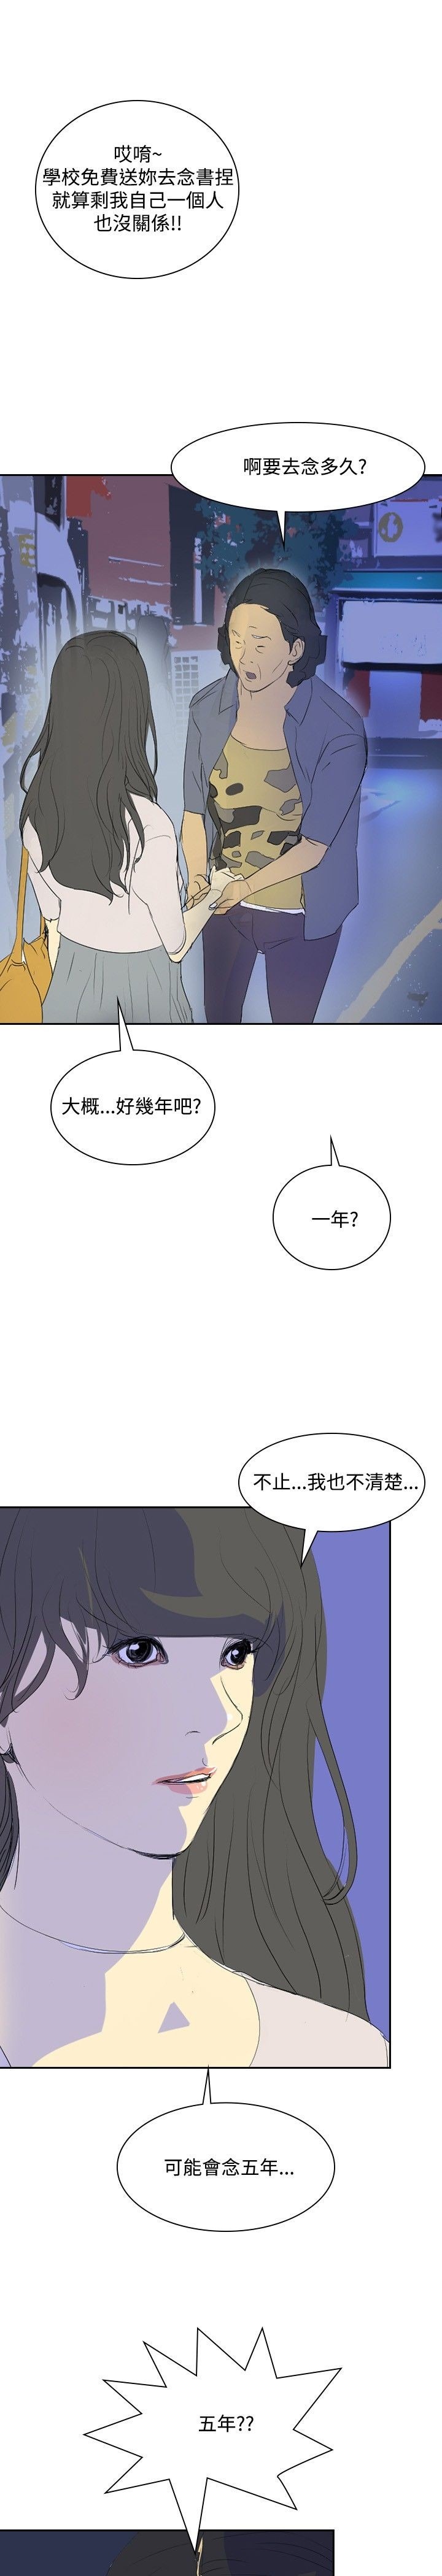 哎唷~
學校免費送妳去念書捏
就算剩我自己一個人
也沒關係!!
啊要去念多久?
大概...好幾年吧?
一年?
不止...我也不清楚...
可能會念五年...
五年??